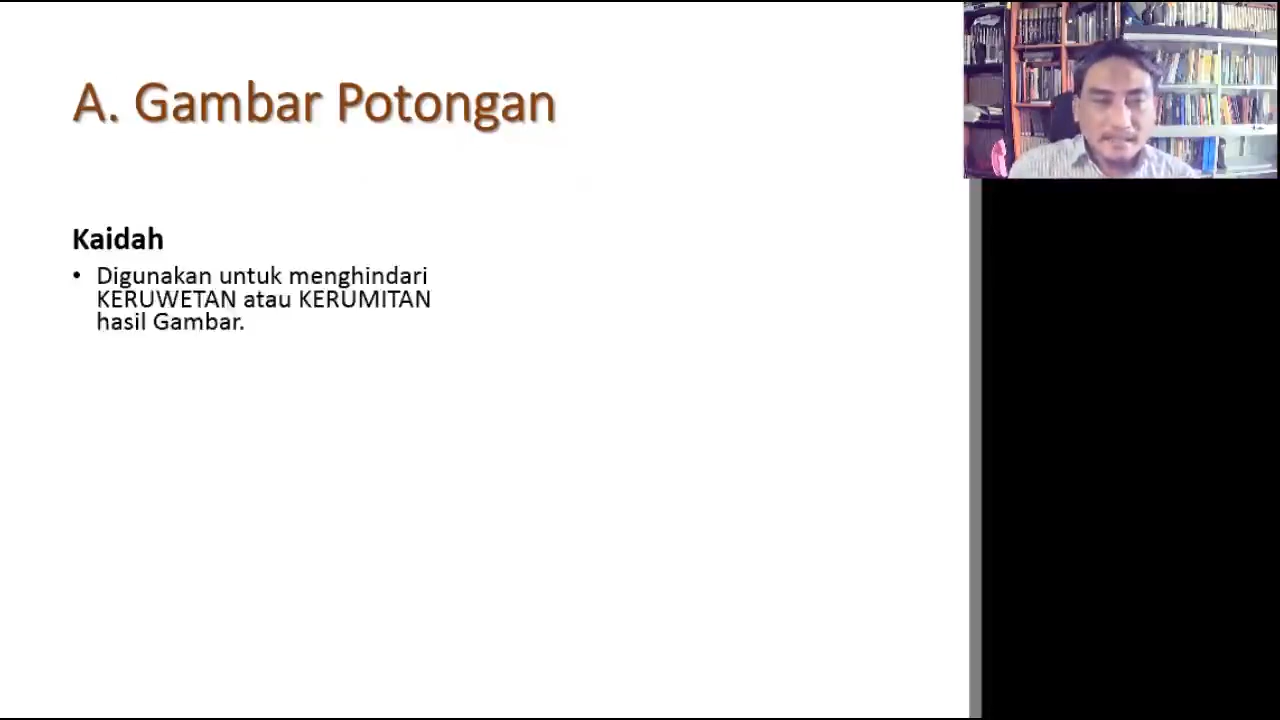 A. Gambar Potongan
Kaidah
• Digunakan untuk menghindari
KERUWETAN atau KERUMITAN
hasil Gambar.